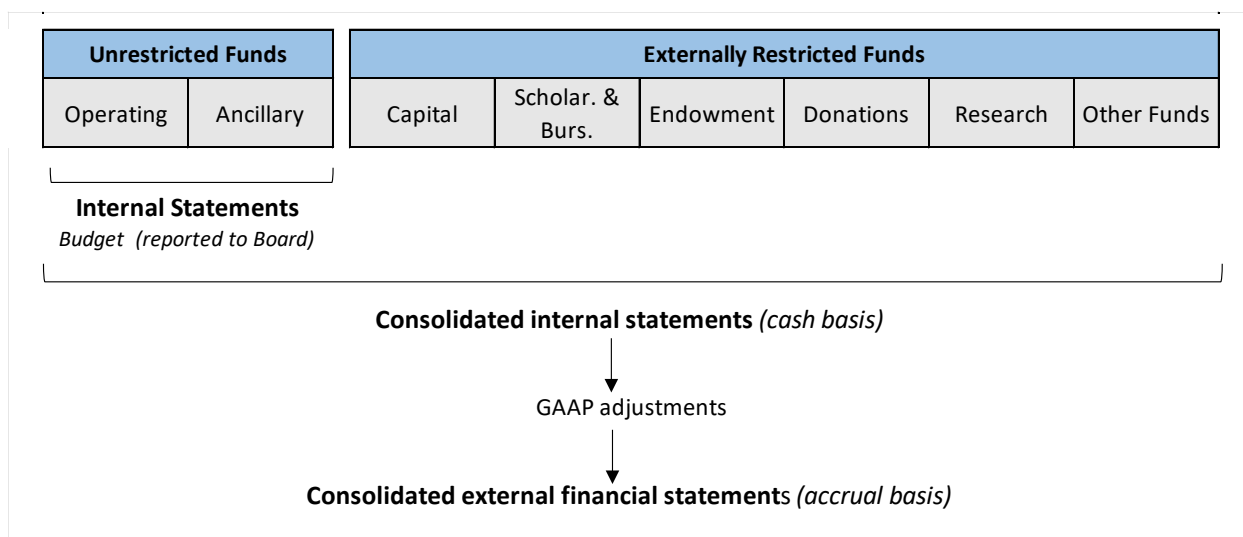 Unrestricted Funds
Externally Restricted Funds
Operating
Ancillary
Capital
Scholar. &
Burs.
Endowment
Donations
Research
Other Funds
Internal Statements
Budget (reported to Board)
Consolidated internal statements (cash basis)
GAAP adjustments
Consolidated external financial statements (accrual basis)